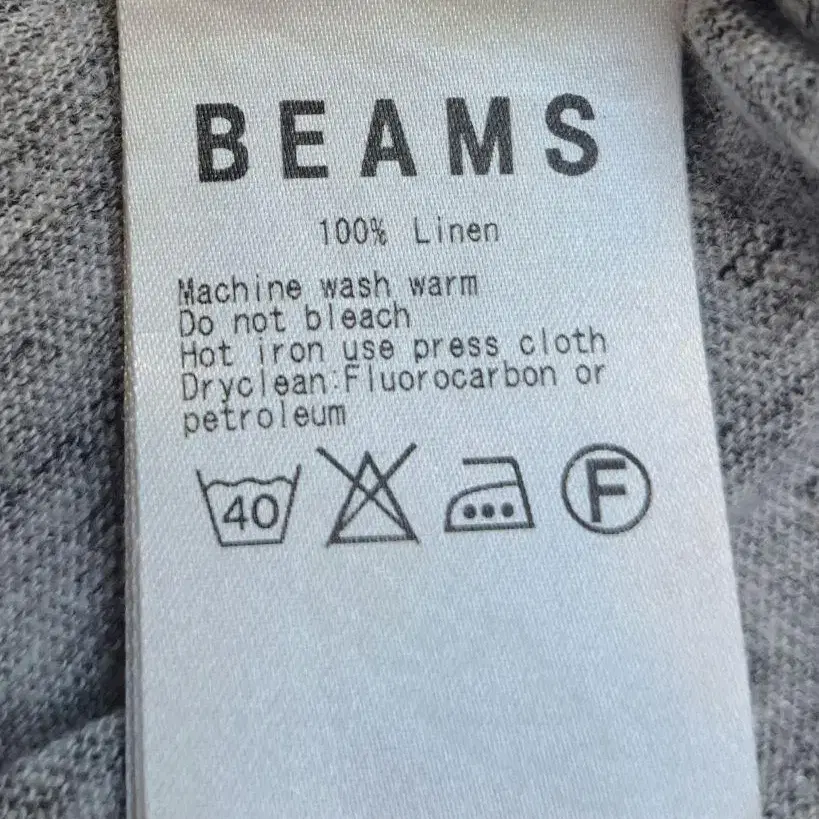 BEAMS
100% Linen
Machine wash warm
Do not bleach
Hot iron use press cloth
Dryclean:Fluorocarbon or
petroleum
40 F